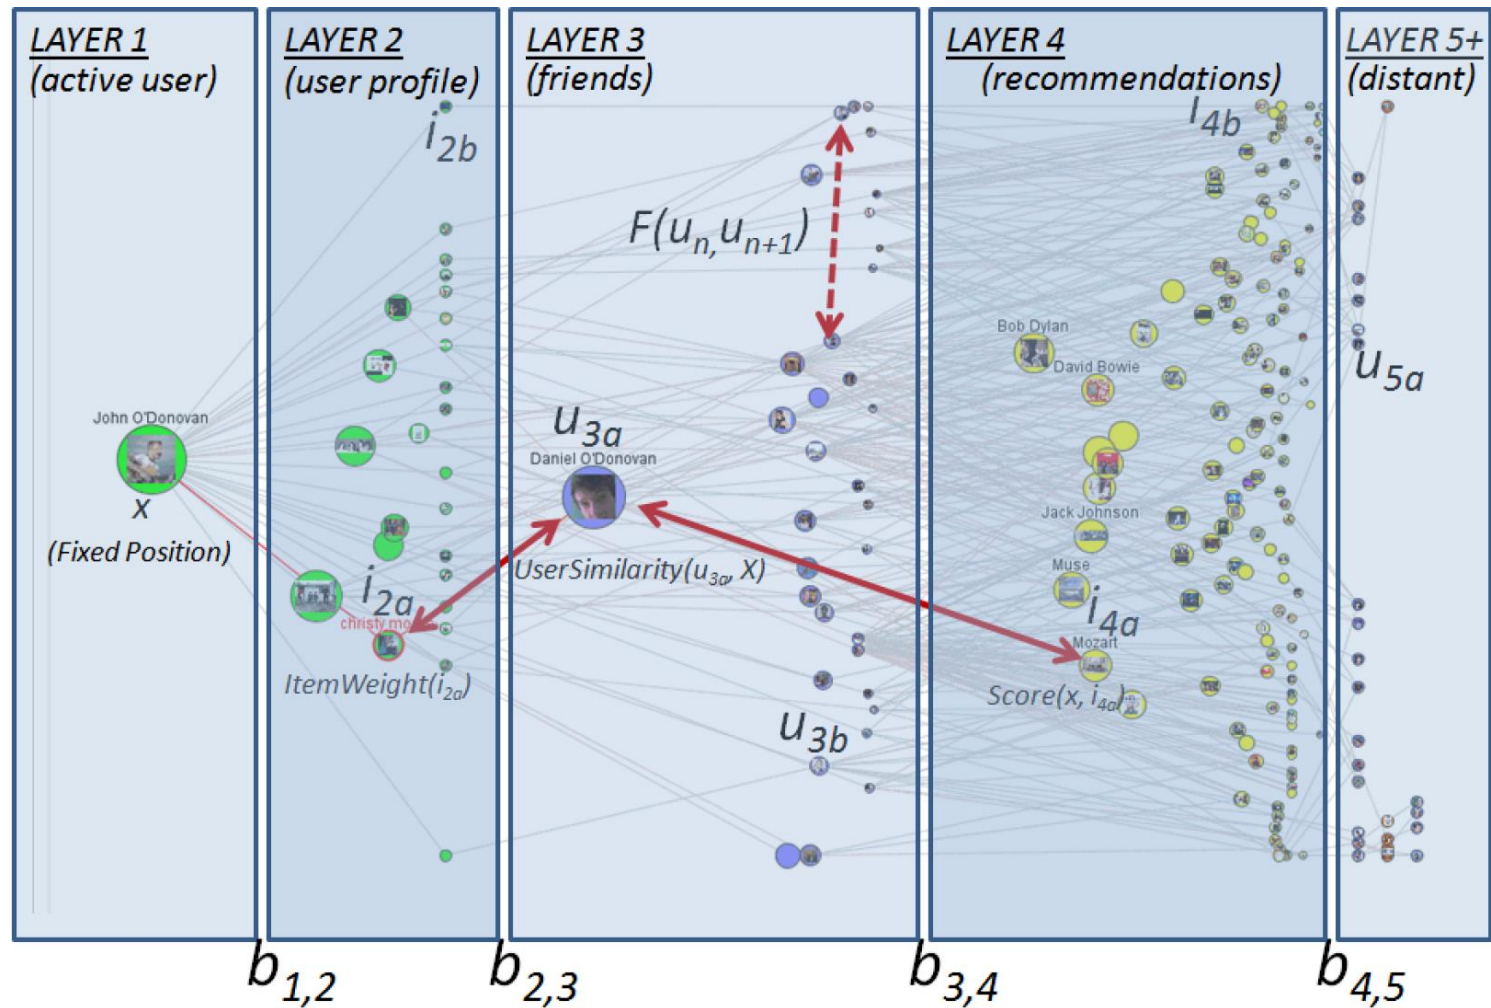 LAYER 1
(active user)
LAYER 2
(user profile)
LAYER 3
(friends)
LAYER 4
(recommendations)
LAYER 5+
(distant)
i2b
i4b
F(un, un+1)
Bob Dylan
David Bowie
u5a
John O'Donovan
x
(Fixed Position)
u3a
Daniel O'Donovan
Jack Johnson
UserSimilarity(u3a, X)
Muse
i2a
christy mo
ItemWeight(i2a)
i4a
Mozart
Score(x, i4a)
u3b
b1,2
b2,3
b3,4
b4,5